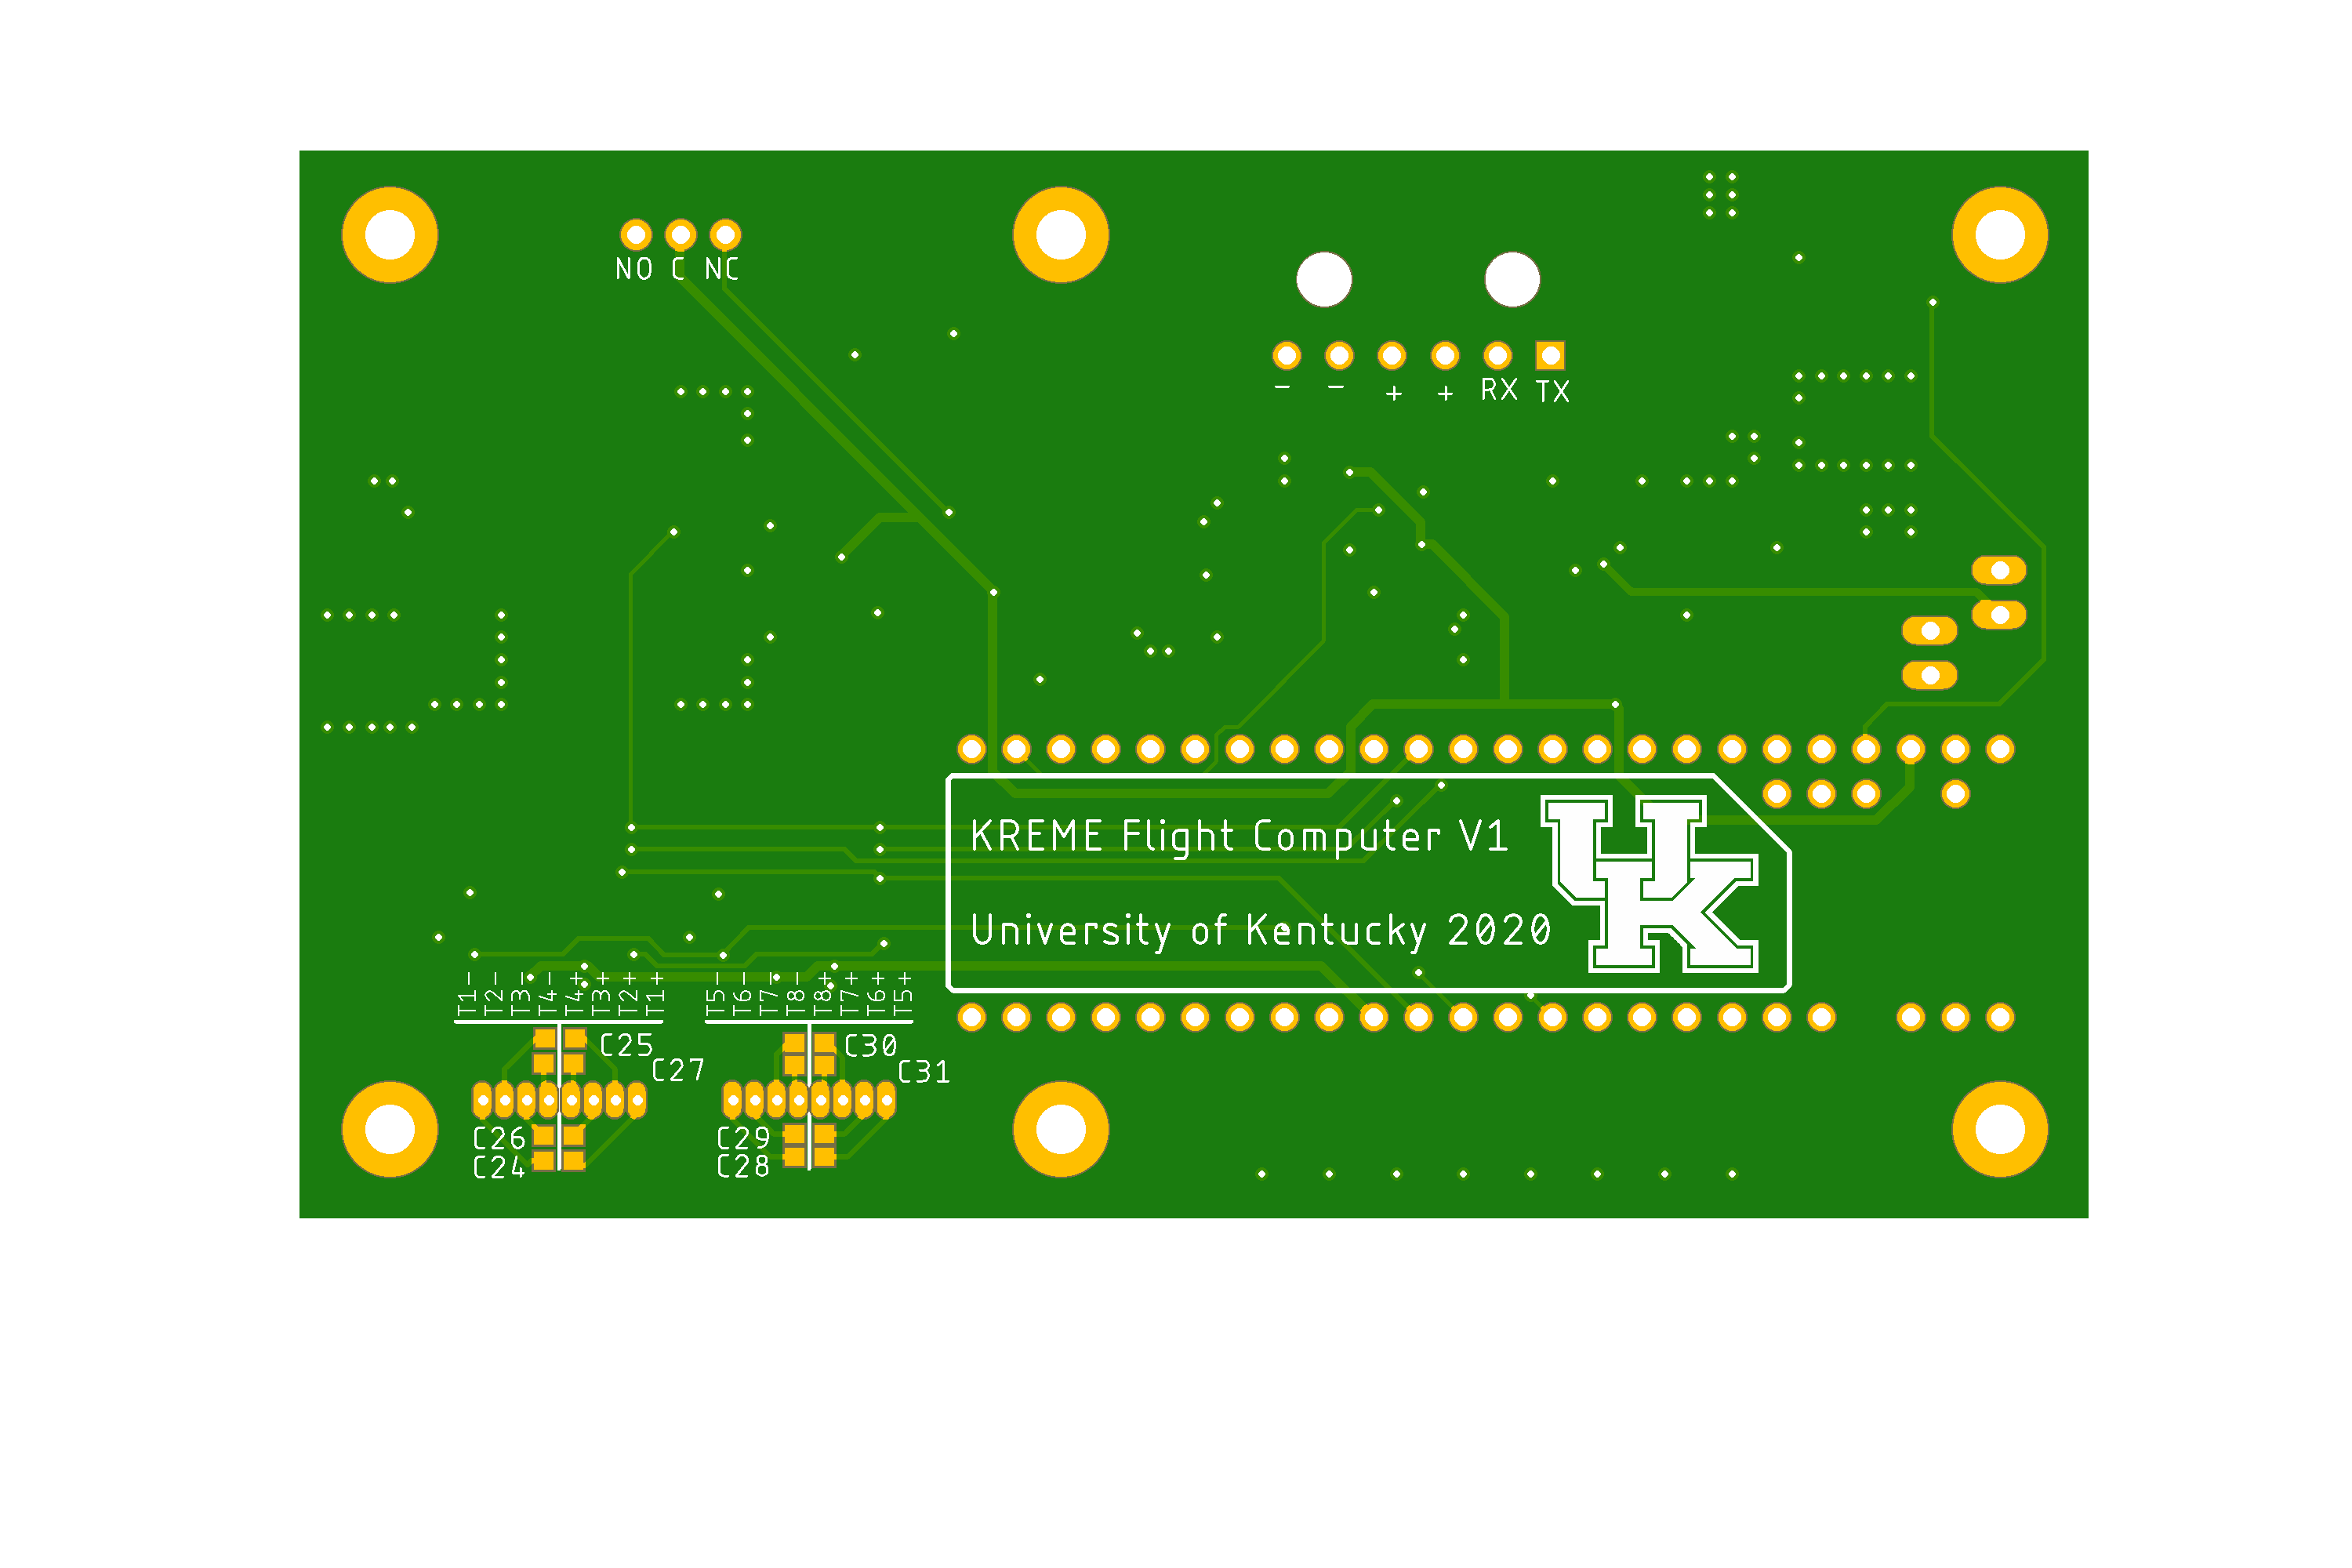 NO C NC
- - + + RX TX
KREME Flight Computer V1
UK
University of Kentucky 2020
T1-
T2-
T3-
T4-
T4+
T3+
T2+
T1+
T5-
T6-
T7-
T8-
T8+
T7+
T6+
T5+
C25
C27
C30
C31
C26
C24
C29
C28